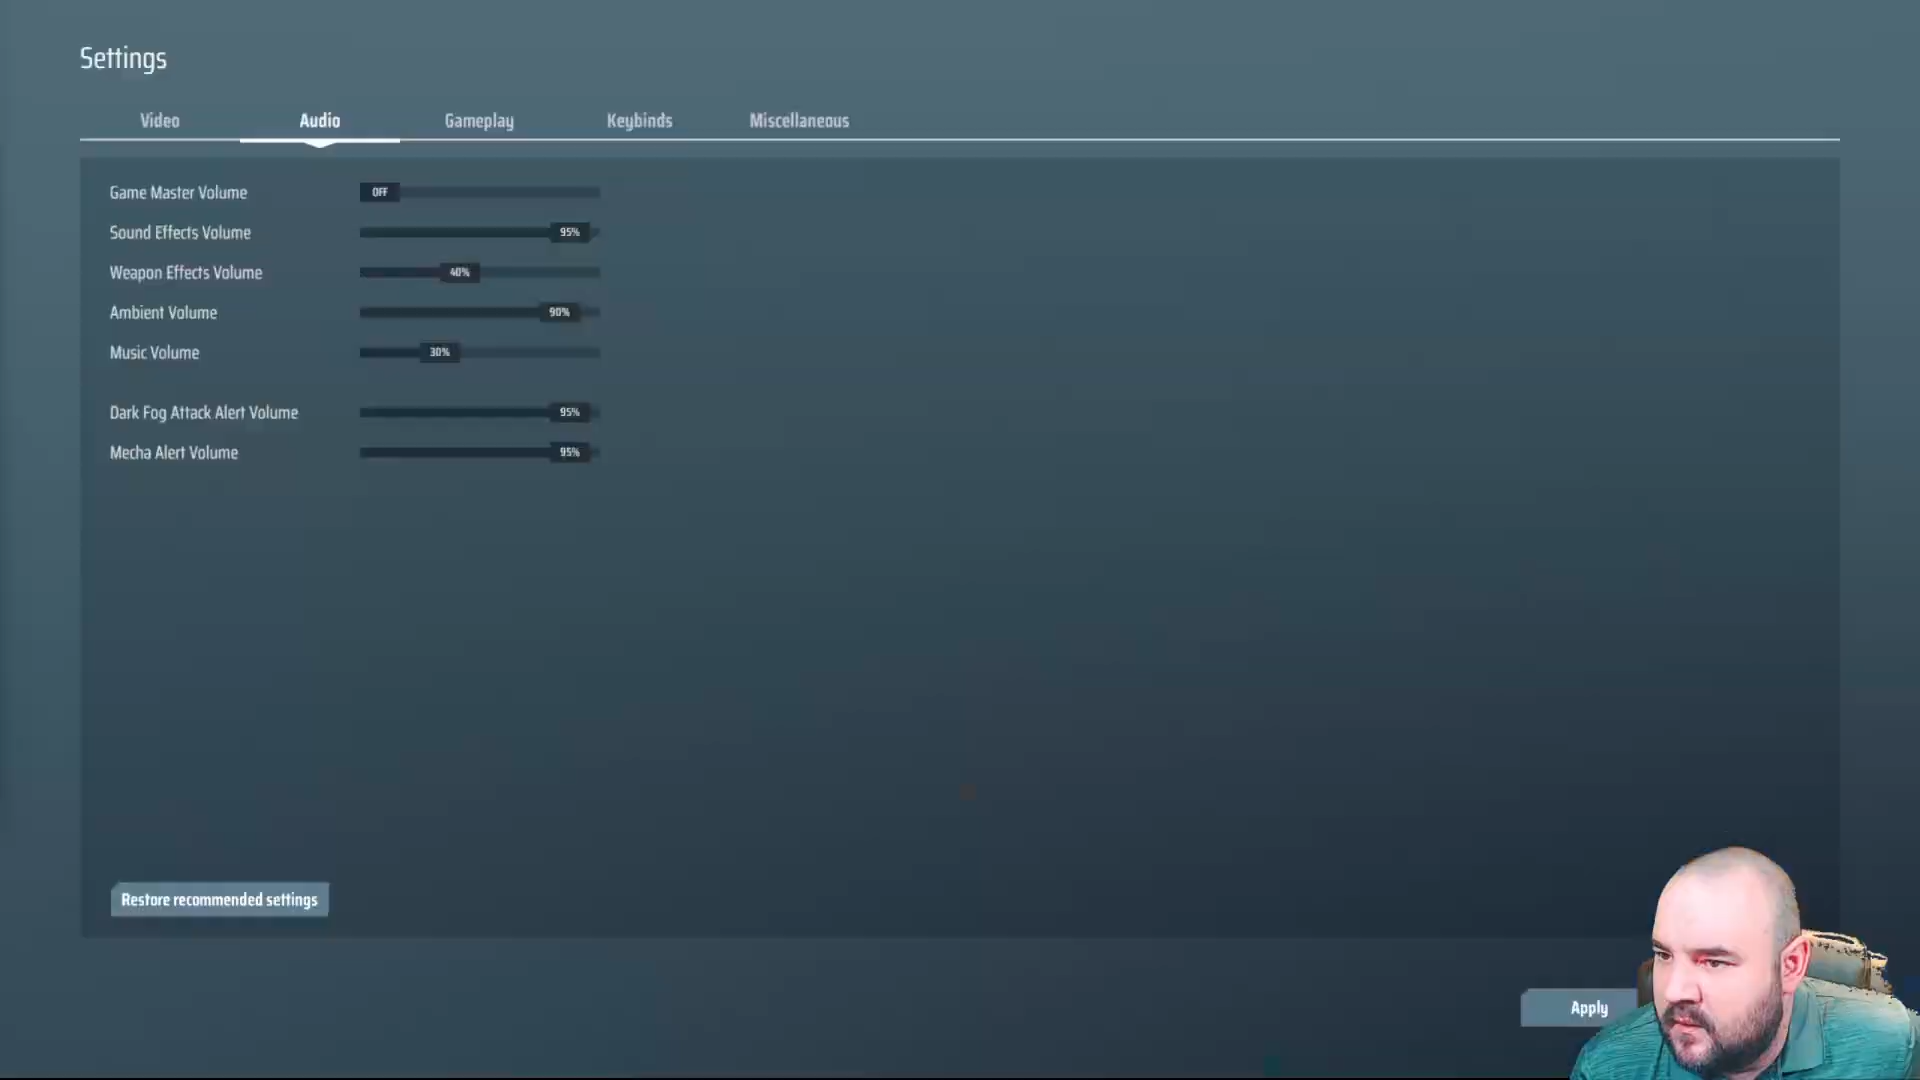 Settings
Video Audio Gameplay Keybinds Miscellaneous
Game Master Volume OFF
Sound Effects Volume 95%
Weapon Effects Volume 40%
Ambient Volume 90%
Music Volume 30%
Dark Fog Attack Alert Volume 95%
Mecha Alert Volume 95%
Restore recommended settings
Apply